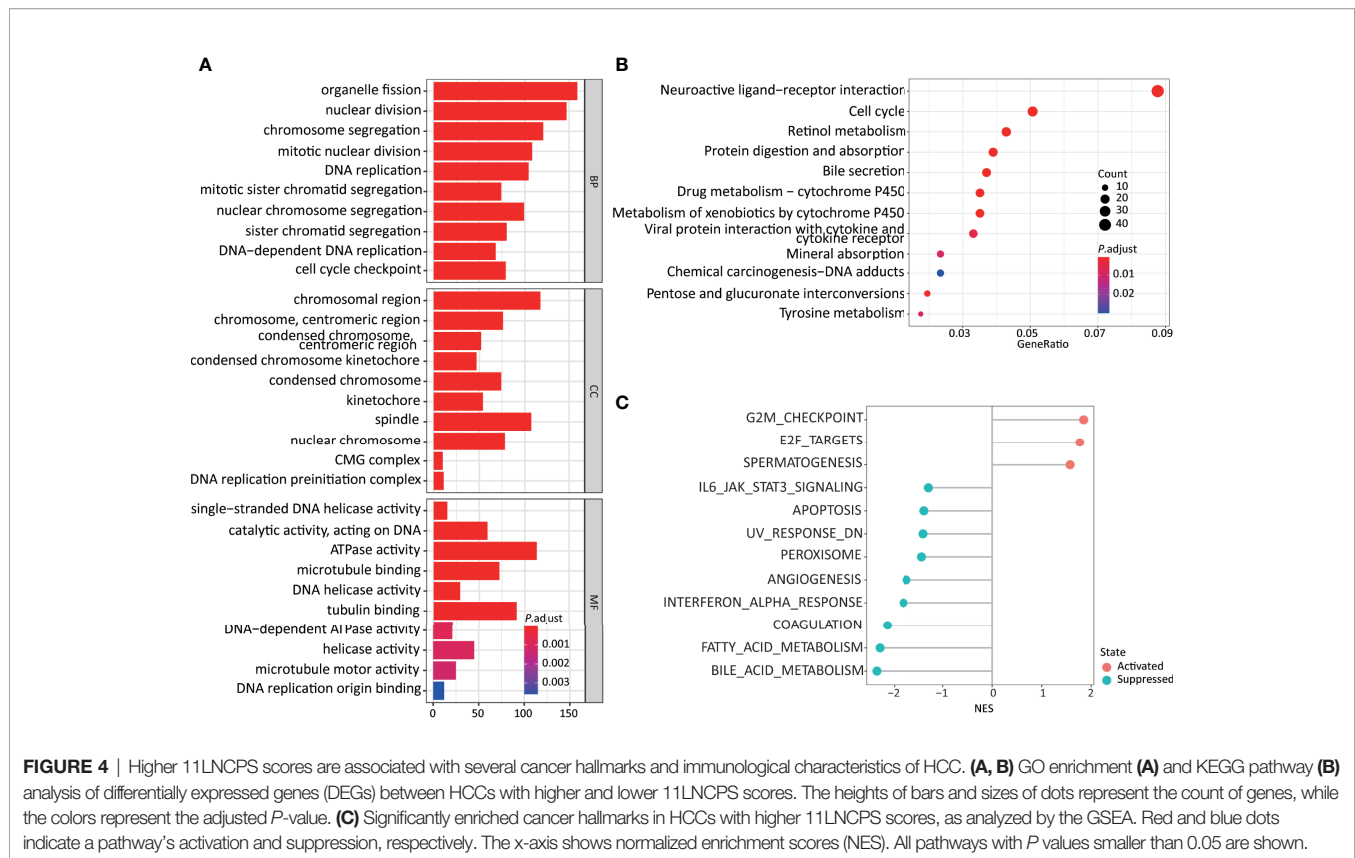 A
organelle fission
nuclear division
chromosome segregation
mitotic nuclear division
DNA replication
mitotic sister chromatid segregation
nuclear chromosome segregation
sister chromatid segregation
DNA−dependent DNA replication
cell cycle checkpoint
BP
chromosomal region
chromosome, centromeric region
condensed chromosome,
centromeric region
condensed chromosome kinetochore
condensed chromosome
kinetochore
spindle
nuclear chromosome
CMG complex
DNA replication preinitiation complex
CC
single−stranded DNA helicase activity
catalytic activity, acting on DNA
ATPase activity
microtubule binding
DNA helicase activity
tubulin binding
DNA−dependent ATPase activity
helicase activity
microtubule motor activity
DNA replication origin binding
MF
P.adjust
0.001
0.002
0.003
0 50 100 150
B
Neuroactive ligand−receptor interaction
Cell cycle
Retinol metabolism
Protein digestion and absorption
Bile secretion
Drug metabolism − cytochrome P450
Metabolism of xenobiotics by cytochrome P450
Viral protein interaction with cytokine and
cytokine receptor
Mineral absorption
Chemical carcinogenesis−DNA adducts
Pentose and glucuronate interconversions
Tyrosine metabolism
Count
10
20
30
40
P.adjust
0.01
0.02
0.03 0.05 0.07 0.09
GeneRatio
C
G2M_CHECKPOINT
E2F_TARGETS
SPERMATOGENESIS
IL6_JAK_STAT3_SIGNALING
APOPTOSIS
UV_RESPONSE_DN
PEROXISOME
ANGIOGENESIS
INTERFERON_ALPHA_RESPONSE
COAGULATION
FATTY_ACID_METABOLISM
BILE_ACID_METABOLISM
State
Activated
Suppressed
−2 −1 0 1 2
NES
FIGURE 4 | Higher 11LNCPS scores are associated with several cancer hallmarks and immunological characteristics of HCC. (A, B) GO enrichment (A) and KEGG pathway (B)
analysis of differentially expressed genes (DEGs) between HCCs with higher and lower 11LNCPS scores. The heights of bars and sizes of dots represent the count of genes, while
the colors represent the adjusted P-value. (C) Significantly enriched cancer hallmarks in HCCs with higher 11LNCPS scores, as analyzed by the GSEA. Red and blue dots
indicate a pathway's activation and suppression, respectively. The x-axis shows normalized enrichment scores (NES). All pathways with P values smaller than 0.05 are shown.